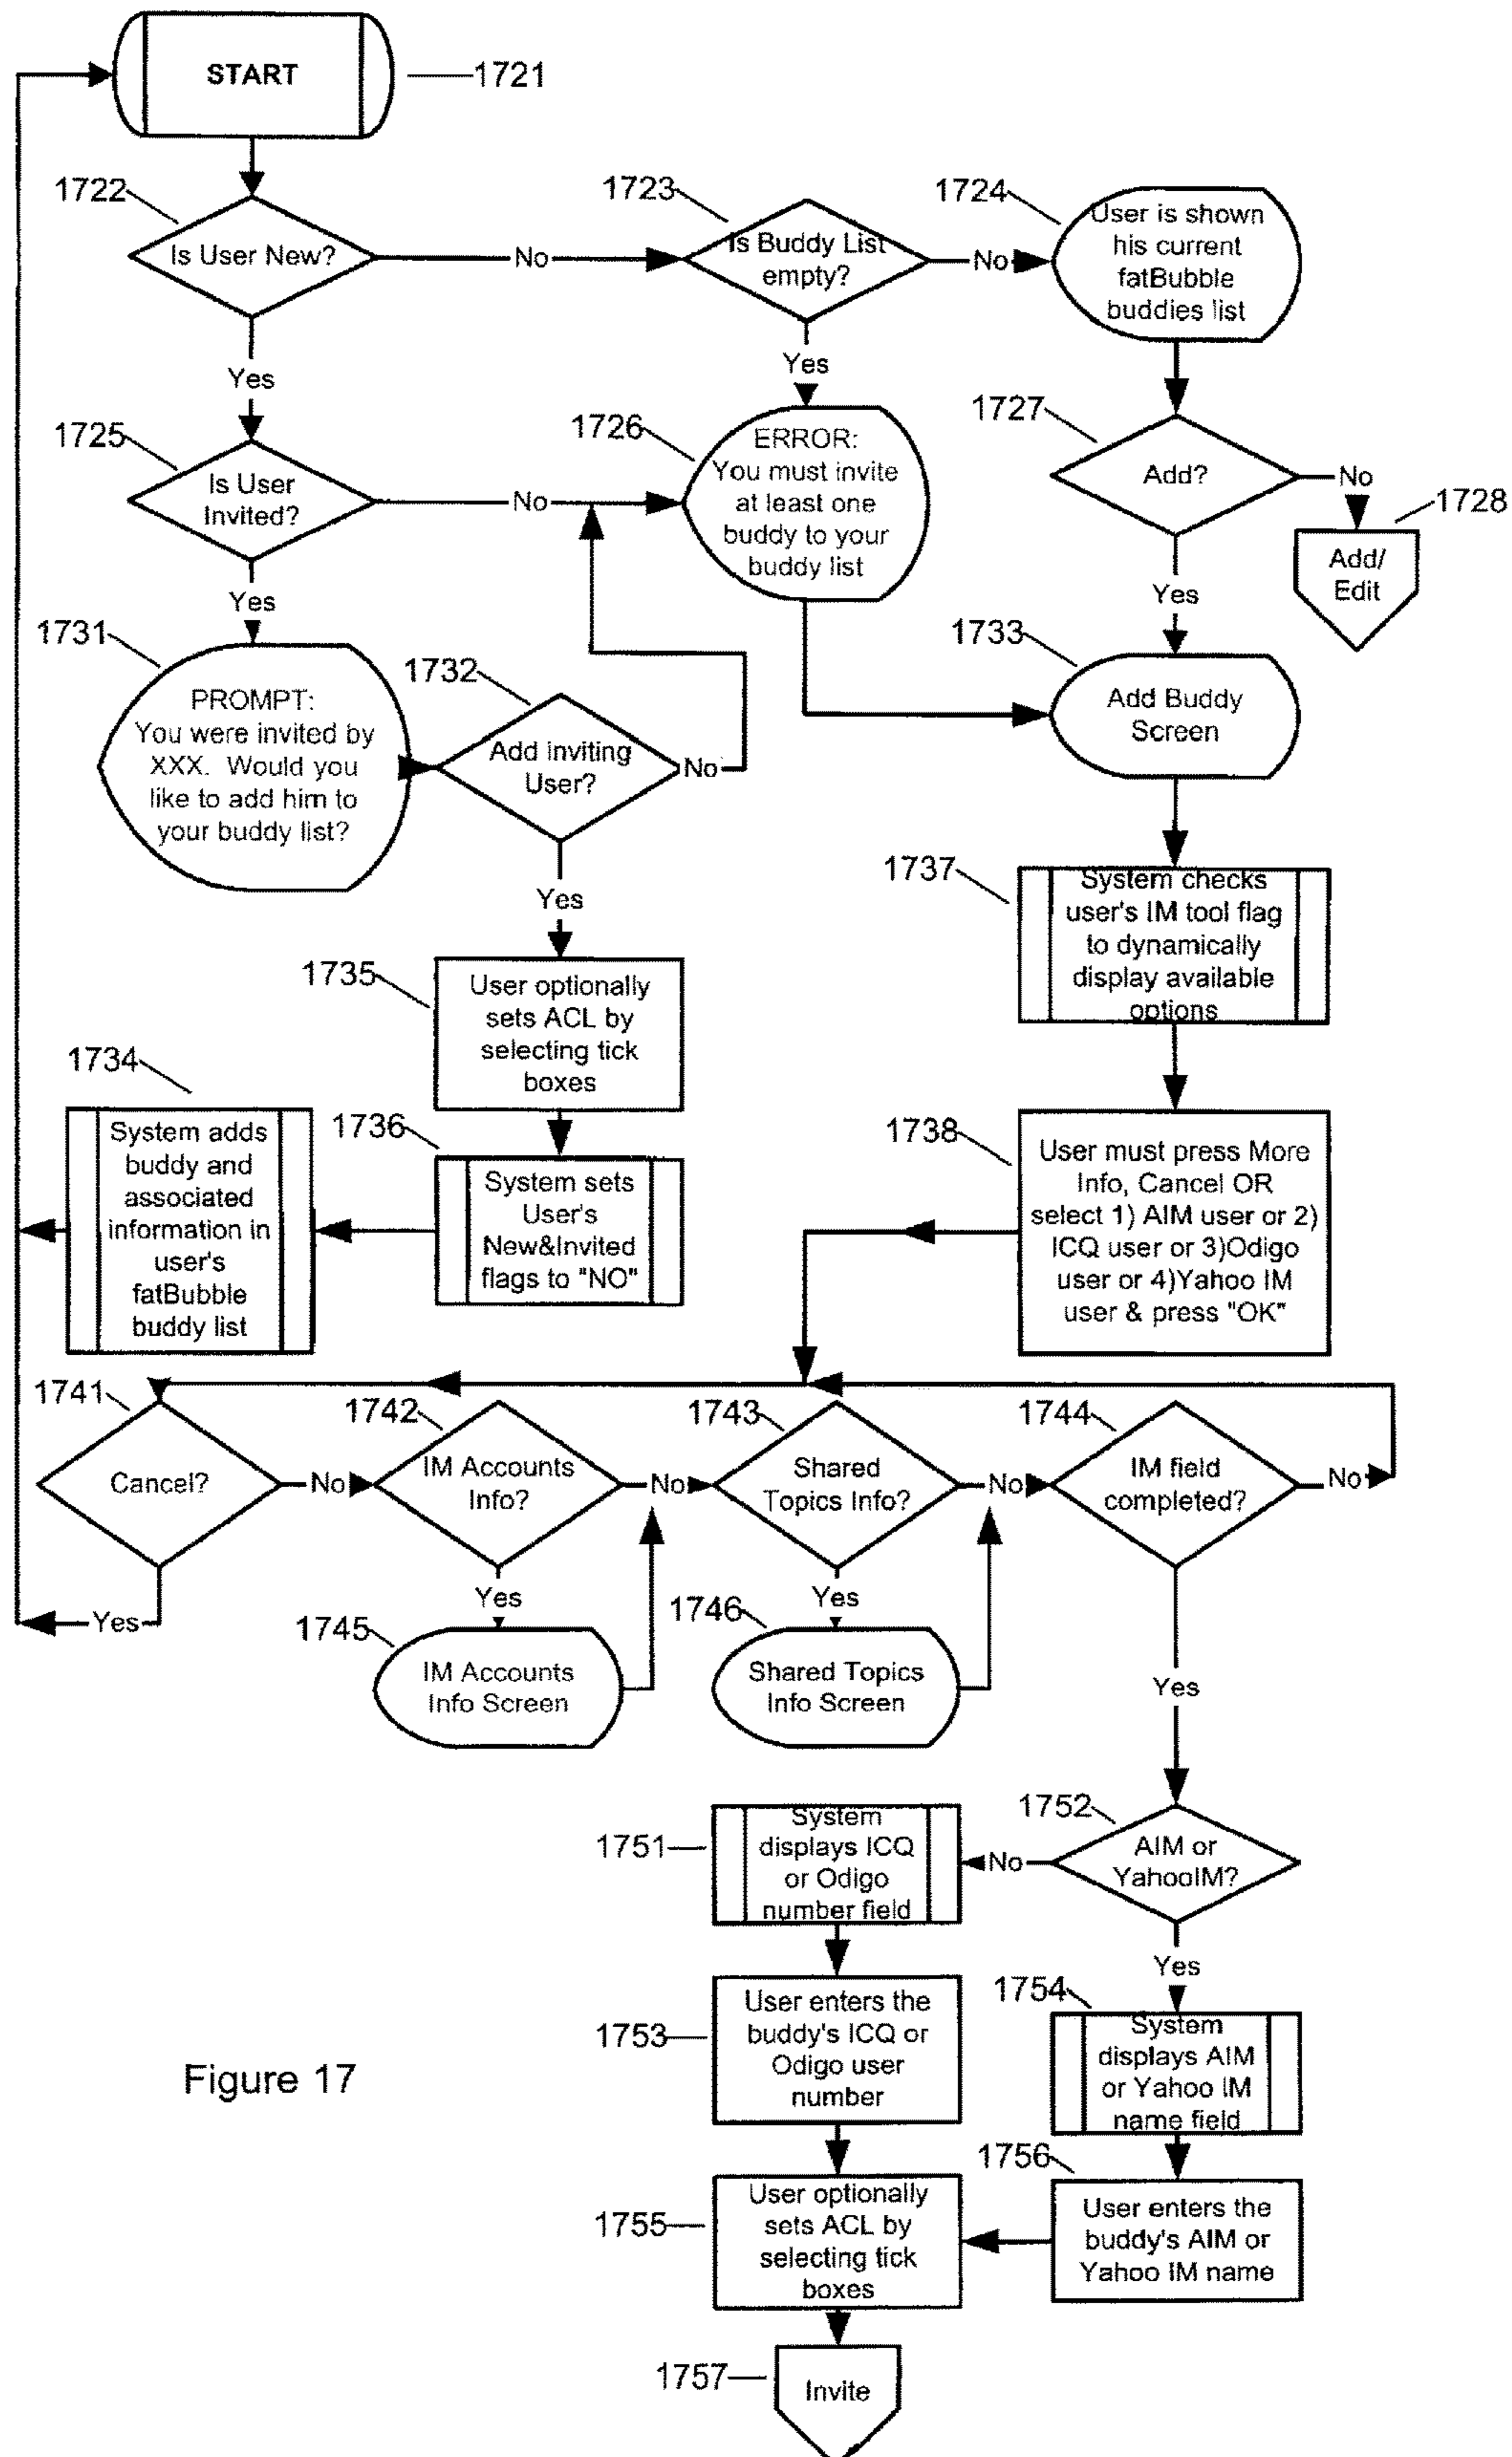 START
1721
1722
Is User New?
No
1723
Is Buddy List
empty?
No
1724
User is shown
his current
fatBubble
buddies list
Yes
Yes
1725
Is User
Invited?
No
1726
ERROR:
You must invite
at least one
buddy to your
buddy list
1727
Add?
No
1728
Add/
Edit
Yes
Yes
1731
PROMPT:
You were invited by
XXX. Would you
like to add him to
your buddy list?
1732
Add inviting
User?
No
1733
Add Buddy
Screen
Yes
1737
System checks
user's IM tool flag
to dynamically
display available
options
1735
User optionally
sets ACL by
selecting tick
boxes
1734
System adds
buddy and
associated
information in
user's
fatBubble
buddy list
1736
System sets
User's
New&Invited
flags to "NO"
1738
User must press More
Info, Cancel OR
select 1) AIM user or 2)
ICQ user or 3)Odigo
user or 4)Yahoo IM
user & press "OK"
1741
Cancel?
No
1742
IM Accounts
Info?
No
1743
Shared
Topics Info?
No
1744
IM field
completed?
No
Yes
Yes
Yes
1745
IM Accounts
Info Screen
1746
Shared Topics
Info Screen
Yes
1752
AIM or
YahooIM?
No
1751
System
displays ICQ
or Odigo
number field
Yes
1753
User enters the
buddy's ICQ or
Odigo user
number
1754
System
displays AIM
or Yahoo IM
name field
Figure 17
1755
User optionally
sets ACL by
selecting tick
boxes
1756
User enters the
buddy's AIM or
Yahoo IM name
1757
Invite